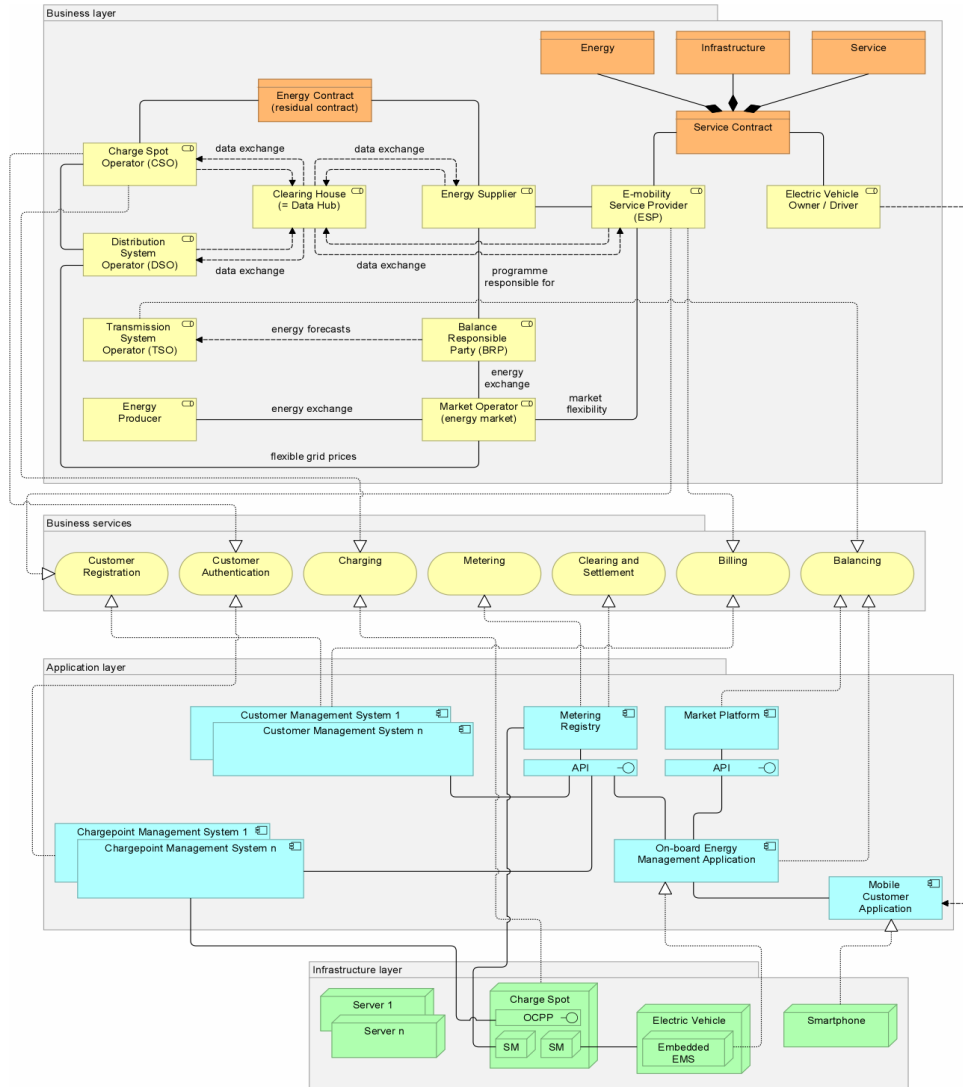 Business layer
Energy
Infrastructure
Service
Energy Contract
(residual contract)
Service Contract
Charge Spot
Operator (CSO)
data exchange
data exchange
Clearing House
(= Data Hub)
Energy Supplier
E-mobility
Service Provider
(ESP)
Electric Vehicle
Owner / Driver
Distribution
System
Operator (DSO)
data exchange
data exchange
programme
responsible for
Transmission
System
Operator (TSO)
energy forecasts
Balance
Responsible
Party (BRP)
energy
exchange
Energy
Producer
energy exchange
Market Operator
(energy market)
market
flexibility
flexible grid prices
Business services
Customer
Registration
Customer
Authentication
Charging
Metering
Clearing and
Settlement
Billing
Balancing
Application layer
Customer Management System 1
Customer Management System n
Metering
Registry
Market Platform
API
API
Chargepoint Management System 1
Chargepoint Management System n
On-board Energy
Management Application
Mobile
Customer
Application
Infrastructure layer
Server 1
Server n
Charge Spot
OCPP
SM
SM
Electric Vehicle
Embedded
EMS
Smartphone